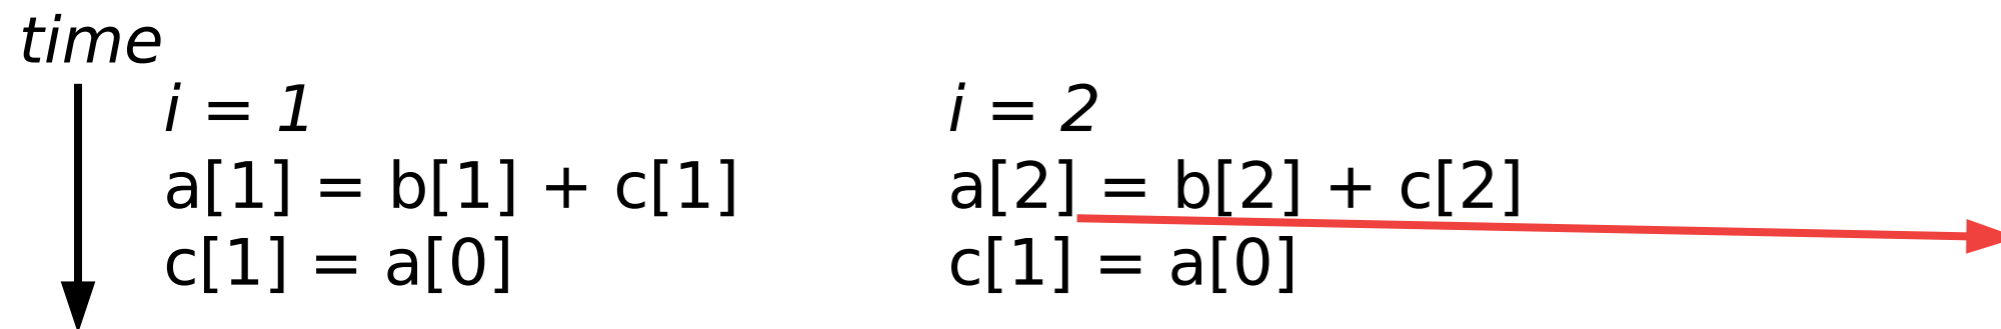 time
i = 1
a[1] = b[1] + c[1]
c[1] = a[0]
i = 2
a[2] = b[2] + c[2]
c[1] = a[0]